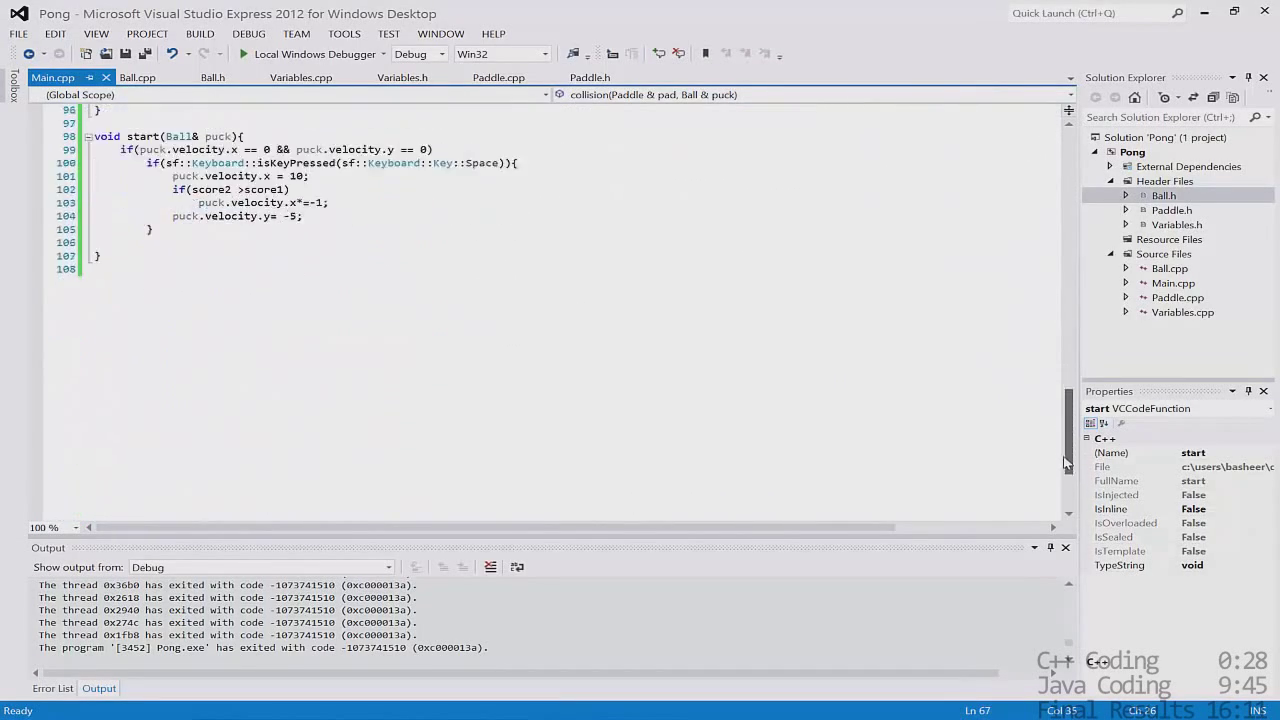 Pong - Microsoft Visual Studio Express 2012 for Windows Desktop
Quick Launch (Ctrl+Q)
FILE EDIT VIEW PROJECT BUILD DEBUG TEAM TOOLS TEST WINDOW HELP
Local Windows Debugger Debug Win32
Toolbox
Main.cpp Ball.cpp Ball.h Variables.cpp Variables.h Paddle.cpp Paddle.h
(Global Scope) collision(Paddle & pad, Ball & puck)
96 }
97
98 void start(Ball& puck){
99 if(puck.velocity.x == 0 && puck.velocity.y == 0)
100 if(sf::Keyboard::isKeyPressed(sf::Keyboard::Key::Space)){
101 puck.velocity.x = 10;
102 if(score2 >score1)
103 puck.velocity.x*=-1;
104 puck.velocity.y= -5;
105 }
106
107 }
108
100 %
Output
Show output from: Debug
The thread 0x36b0 has exited with code -1073741510 (0xc000013a).
The thread 0x2618 has exited with code -1073741510 (0xc000013a).
The thread 0x2940 has exited with code -1073741510 (0xc000013a).
The thread 0x274c has exited with code -1073741510 (0xc000013a).
The thread 0x1fb8 has exited with code -1073741510 (0xc000013a).
The program '[3452] Pong.exe' has exited with code -1073741510 (0xc000013a).
Error List Output
Solution Explorer
Search Solution Explorer (Ctrl+;)
Solution 'Pong' (1 project)
Pong
External Dependencies
Header Files
Ball.h
Paddle.h
Variables.h
Resource Files
Source Files
Ball.cpp
Main.cpp
Paddle.cpp
Variables.cpp
Properties
start VCCodeFunction
C++
(Name) start
File c:\users\basheer\c
FullName start
IsInjected False
IsInline False
IsOverloaded False
IsSealed False
IsTemplate False
TypeString void
C++
C++ Coding 0:28
Java Coding 9:45
Final Results 16:11
Ready Ln 67 Col 35 Ch 26 INS